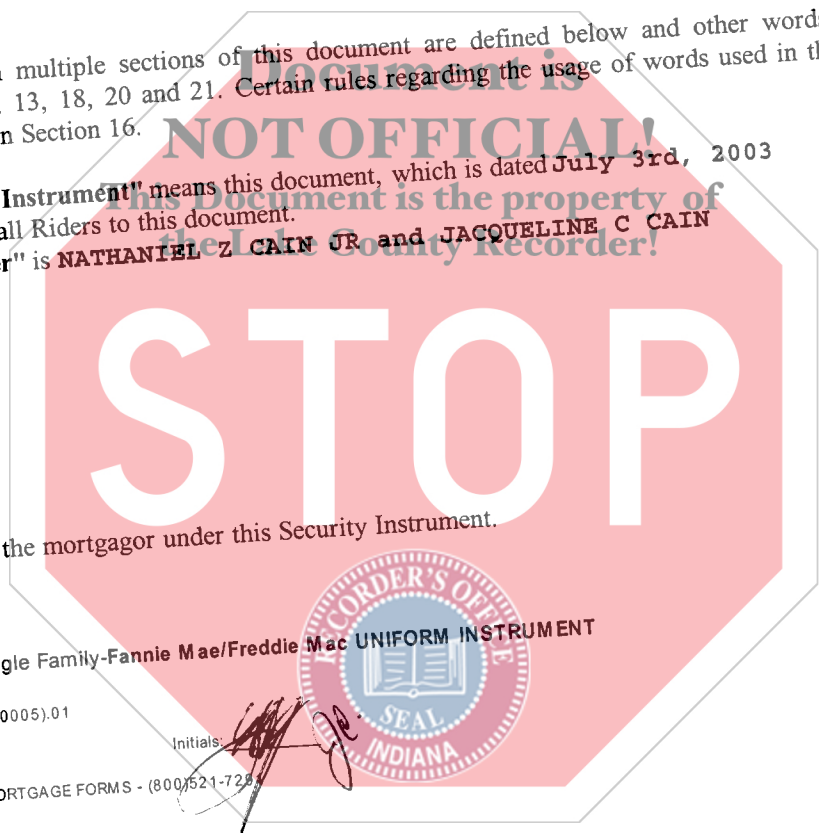 multiple sections of this document are defined below and other words
13, 18, 20 and 21. Certain rules regarding the usage of words used in th
n Section 16.
Document is
NOT OFFICIAL!
This Document is the property of
the Lake County Recorder!
Instrument" means this document, which is dated July 3rd, 2003
all Riders to this document.
r" is NATHANIEL Z CAIN JR and JACQUELINE C CAIN
STOP
the mortgagor under this Security Instrument.
RECORDER'S OFFICE
SEAL
INDIANA
gle Family-Fannie Mae/Freddie Mac UNIFORM INSTRUMENT
0005).01
Initials:
ORTGAGE FORMS - (800)521-729